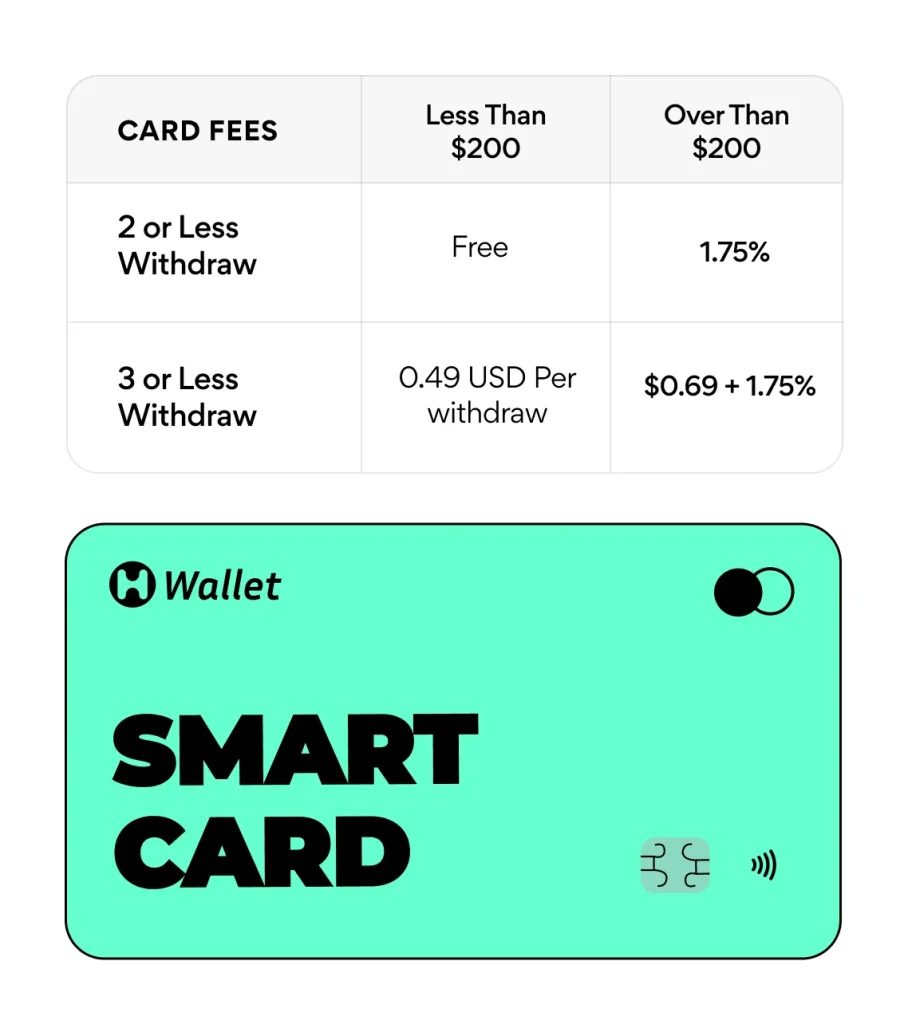 CARD FEES
Less Than
$200
Over Than
$200
2 or Less
Withdraw
Free
1.75%
3 or Less
Withdraw
0.49 USD Per
withdraw
$0.69 + 1.75%
Wallet
SMART
CARD